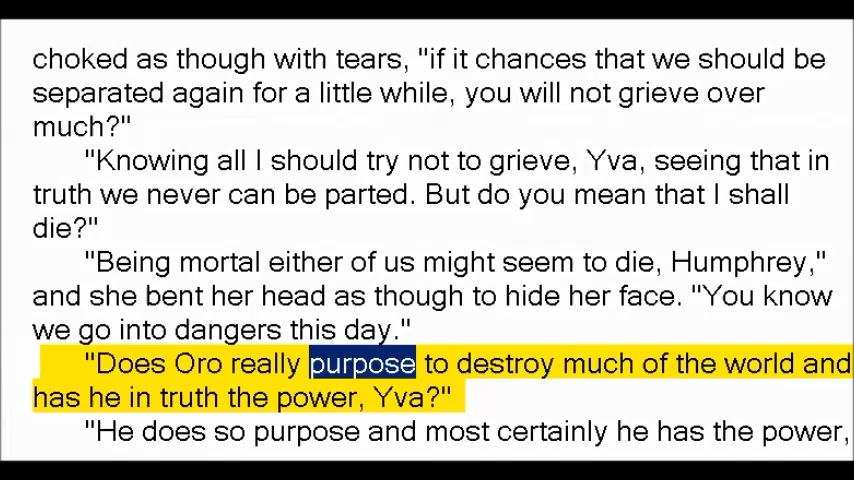 choked as though with tears, "if it chances that we should be
separated again for a little while, you will not grieve over
much?"
"Knowing all I should try not to grieve, Yva, seeing that in
truth we never can be parted. But do you mean that I shall
die?"
"Being mortal either of us might seem to die, Humphrey,"
and she bent her head as though to hide her face. "You know
we go into dangers this day."
"Does Oro really purpose to destroy much of the world and
has he in truth the power, Yva?"
"He does so purpose and most certainly he has the power,